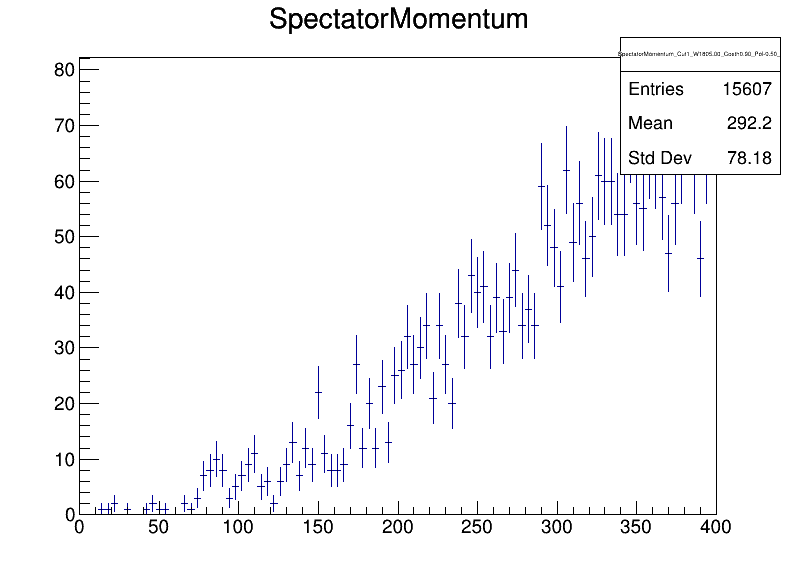 SpectatorMomentum
SpectatorMomentum_Cut1_W1805.00_Costh0.90_Pol-0.50_
Entries 15607
Mean 292.2
Std Dev 78.18
80
70
60
50
40
30
20
10
0
0 50 100 150 200 250 300 350 400